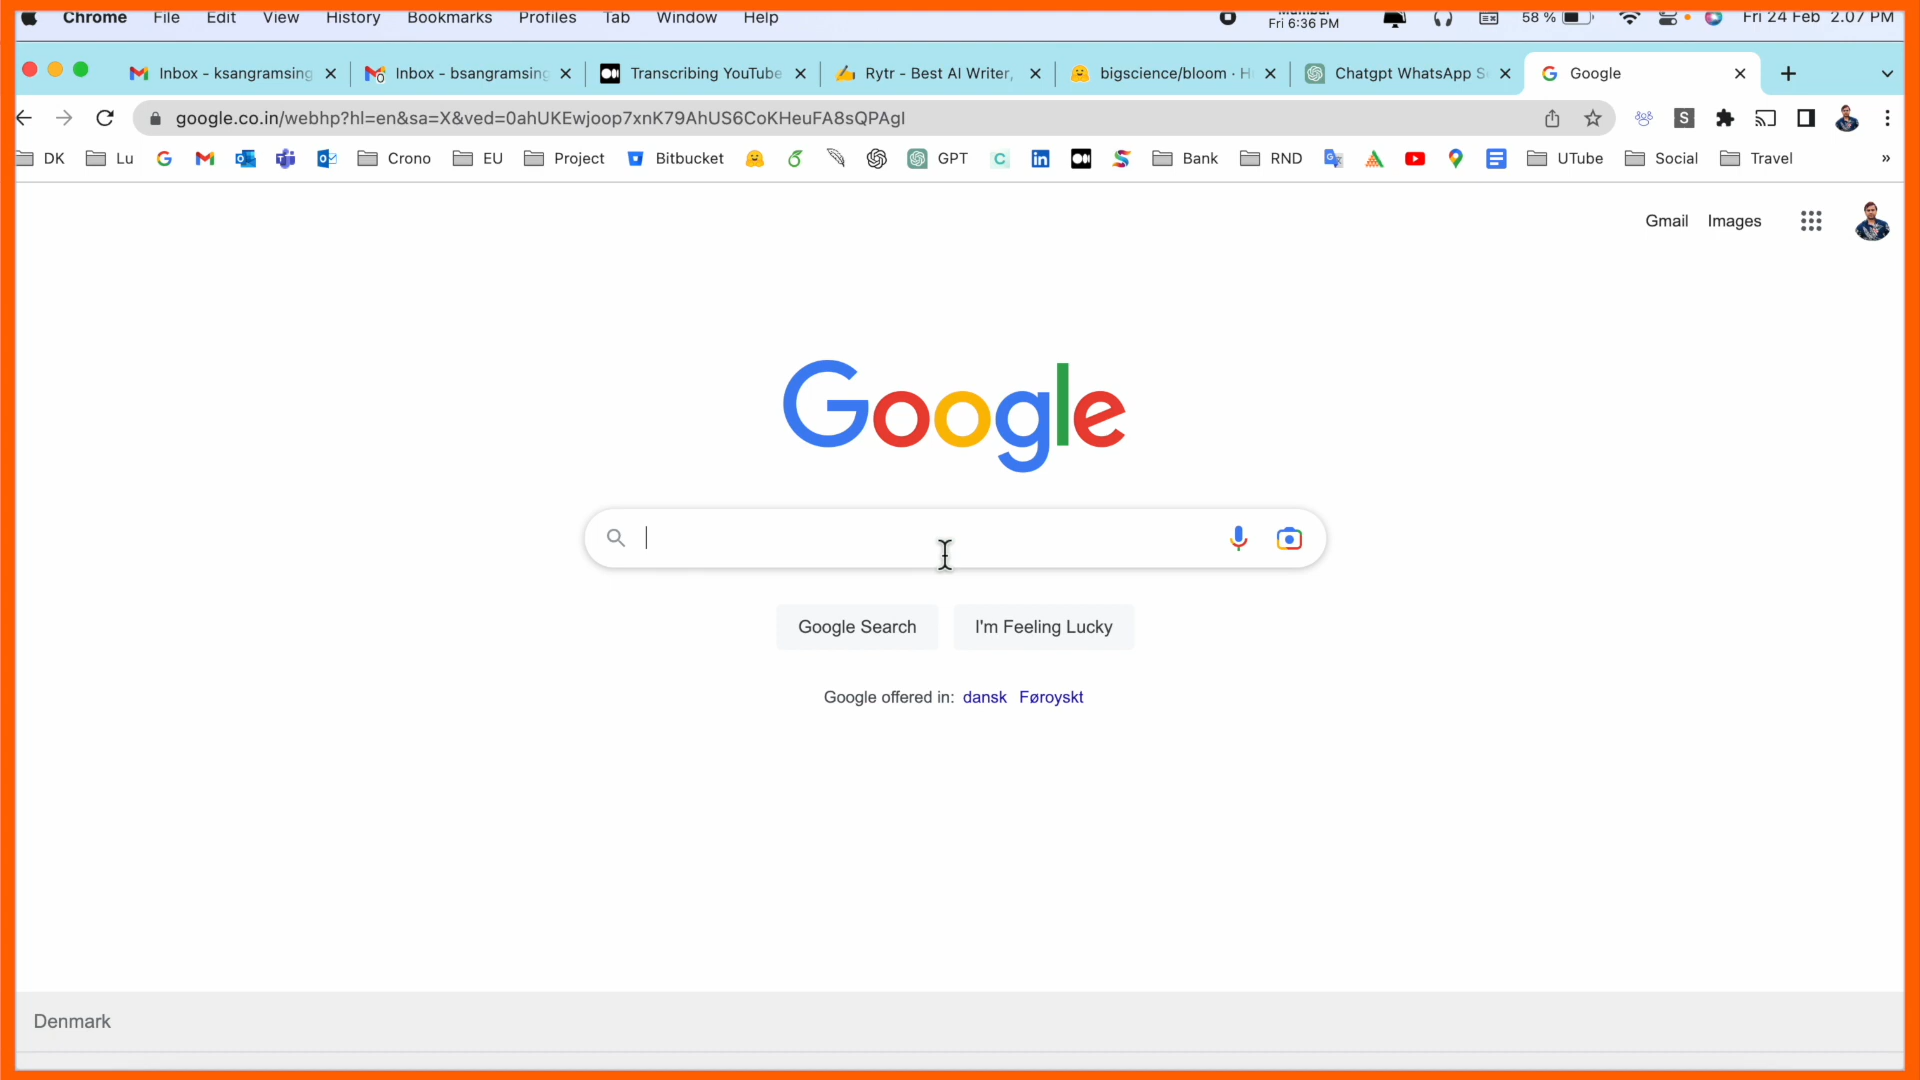 Chrome File Edit View History Bookmarks Profiles Tab Window Help
Fri 6:36 PM 58 % Fri 24 Feb 2.07 PM
Inbox - ksangramsing Inbox - bsangramsing Transcribing YouTube Rytr - Best AI Writer, bigscience/bloom · H Chatgpt WhatsApp S Google
google.co.in/webhp?hl=en&sa=X&ved=0ahUKEwjoop7xnK79AhUS6CoKHeuFA8sQPAgI
DK Lu Crono EU Project Bitbucket GPT Bank RND UTube Social Travel »
Gmail Images
Google
Google Search I'm Feeling Lucky
Google offered in: dansk Føroyskt
Denmark